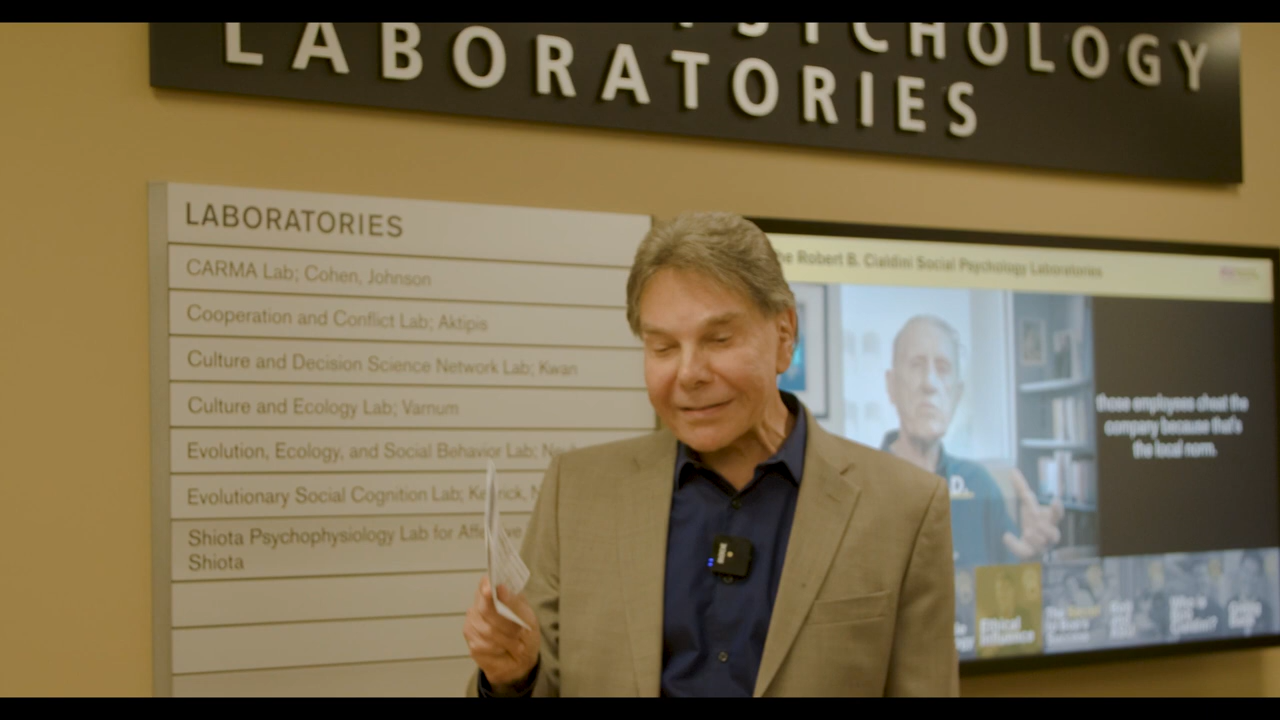 PSYCHOLOGY
LABORATORIES
LABORATORIES
CARMA Lab; Cohen, Johnson
Cooperation and Conflict Lab; Aktipis
Culture and Decision Science Network Lab; Kwan
Culture and Ecology Lab; Varnum
Evolution, Ecology, and Social Behavior Lab;
Evolutionary Social Cognition Lab;
Shiota Psychophysiology Lab for
Shiota
Robert B. Cialdini Social Psychology Laboratories
those employees cheat the
company because that's
the local norm.
Ethical
Influence